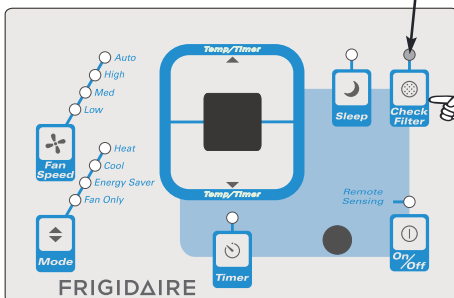 Temp/Timer
Auto
High
Med
Low
Fan
Speed
Sleep
Check
Filter
Heat
Cool
Energy Saver
Fan Only
Mode
Temp/Timer
Remote
Sensing
Timer
On/Off
FRIGIDAIRE